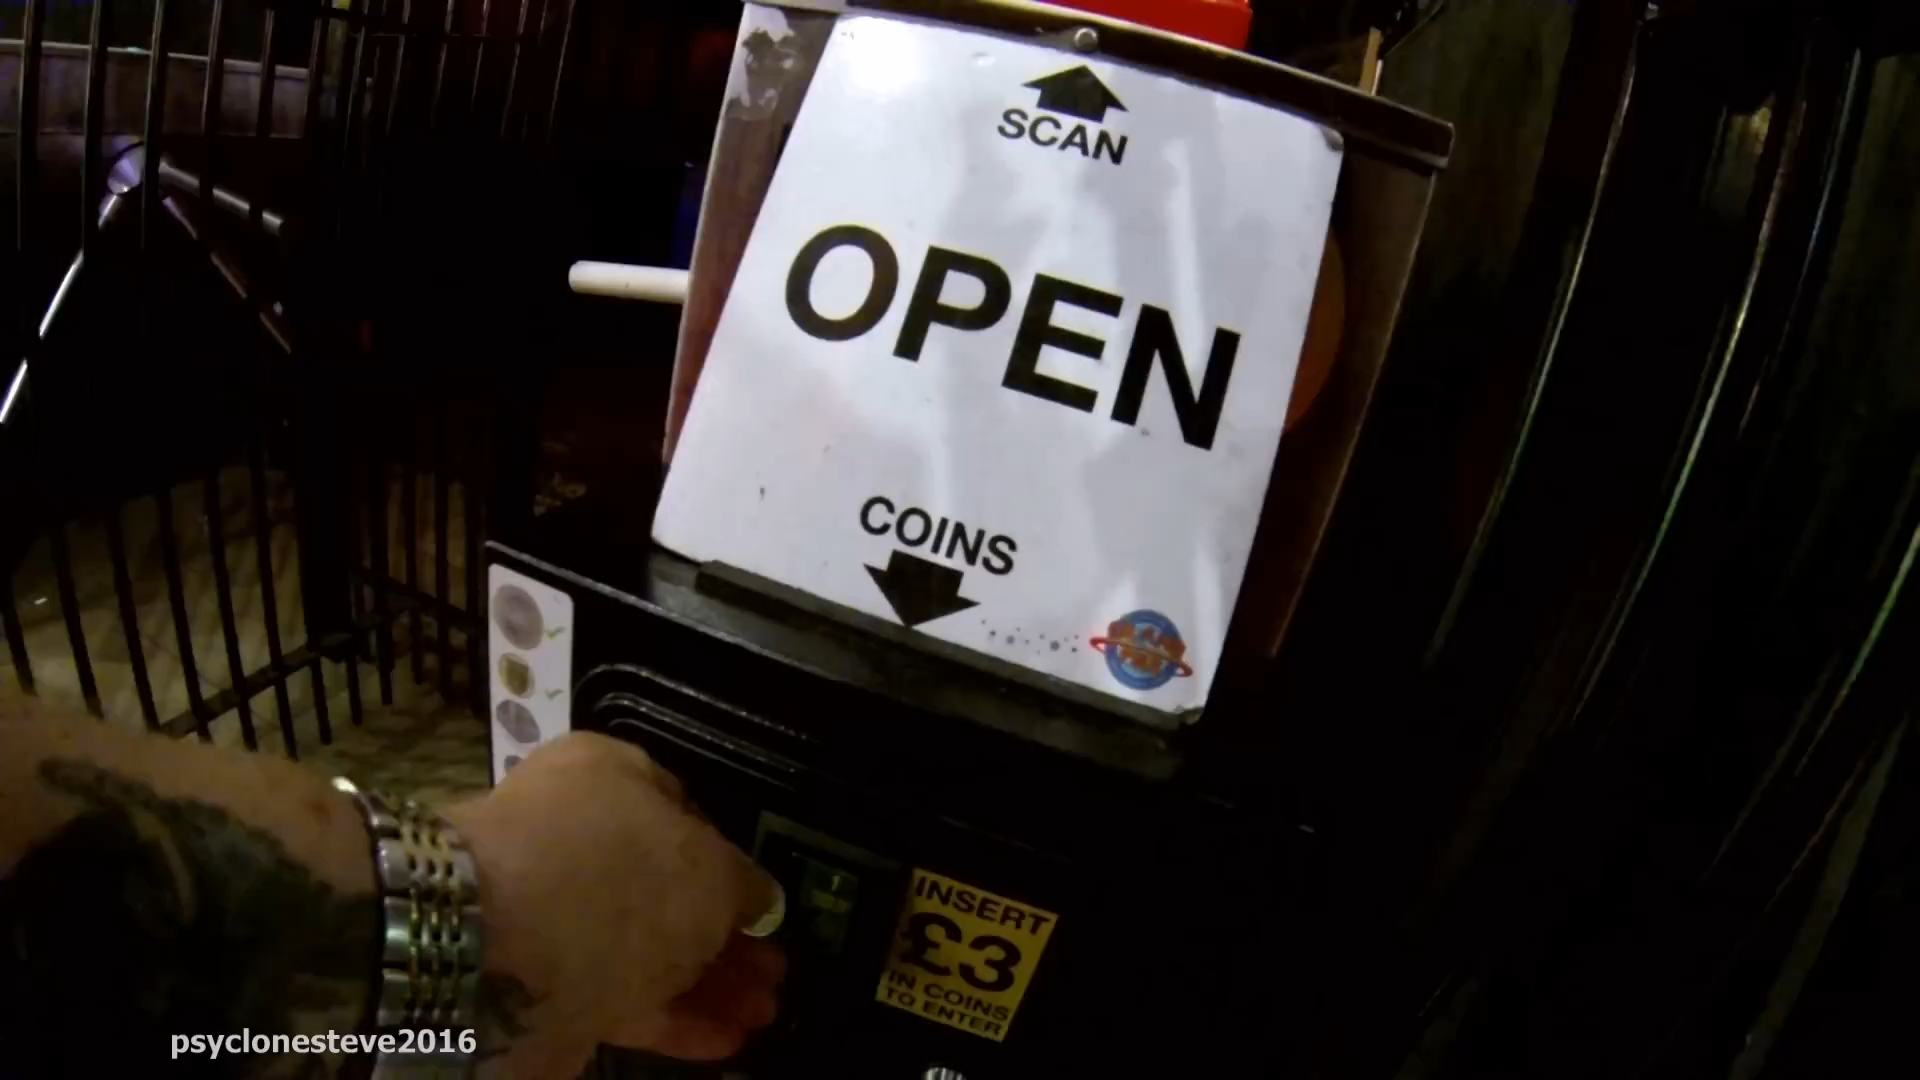 SCAN
OPEN
COINS
INSERT
£3
IN COINS
TO ENTER
psyclonesteve2016